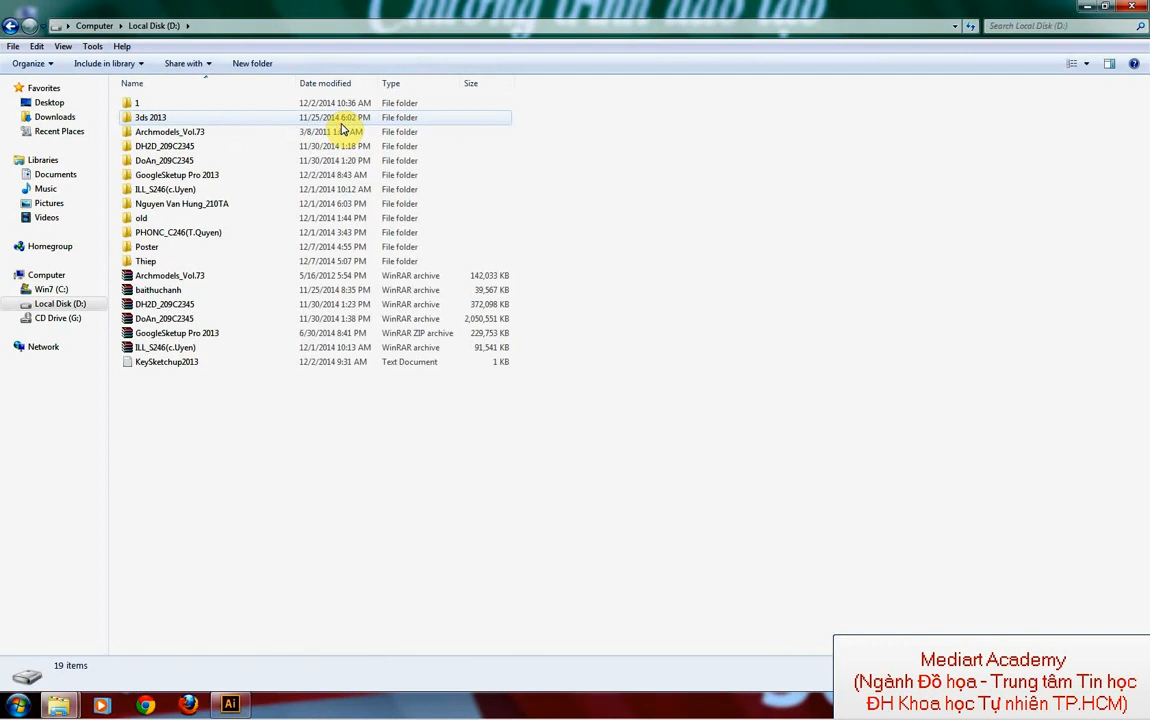 Chương trình đào tạo
Computer Local Disk (D:)
Search Local Disk (D:)
File Edit View Tools Help
Organize Include in library Share with New folder
Name Date modified Type Size
Favorites
Desktop
Downloads
Recent Places
Libraries
Documents
Music
Pictures
Videos
Homegroup
Computer
Win7 (C:)
Local Disk (D:)
CD Drive (G:)
Network
1 12/2/2014 10:36 AM File folder
3ds 2013 11/25/2014 6:02 PM File folder
Archmodels_Vol.73 3/8/2011 AM File folder
DH2D_209C2345 11/30/2014 1:18 PM File folder
DoAn_209C2345 11/30/2014 1:20 PM File folder
GoogleSketup Pro 2013 12/2/2014 8:43 AM File folder
ILL_S246(c.Uyen) 12/1/2014 10:12 AM File folder
Nguyen Van Hung_210TA 12/1/2014 6:03 PM File folder
old 12/1/2014 1:44 PM File folder
PHONC_C246(T.Quyen) 12/1/2014 3:43 PM File folder
Poster 12/7/2014 4:55 PM File folder
Thiep 12/7/2014 5:07 PM File folder
Archmodels_Vol.73 5/16/2012 5:54 PM WinRAR archive 142,033 KB
baithuchanh 11/25/2014 8:35 PM WinRAR archive 39,567 KB
DH2D_209C2345 11/30/2014 1:23 PM WinRAR archive 372,098 KB
DoAn_209C2345 11/30/2014 1:38 PM WinRAR archive 2,050,551 KB
GoogleSketup Pro 2013 6/30/2014 8:41 PM WinRAR ZIP archive 229,753 KB
ILL_S246(c.Uyen) 12/1/2014 10:13 AM WinRAR archive 91,541 KB
KeySketchup2013 12/2/2014 9:31 AM Text Document 1 KB
19 items
Ai
Mediart Academy
(Ngành Đồ họa - Trung tâm Tin học
ĐH Khoa học Tự nhiên TP.HCM)